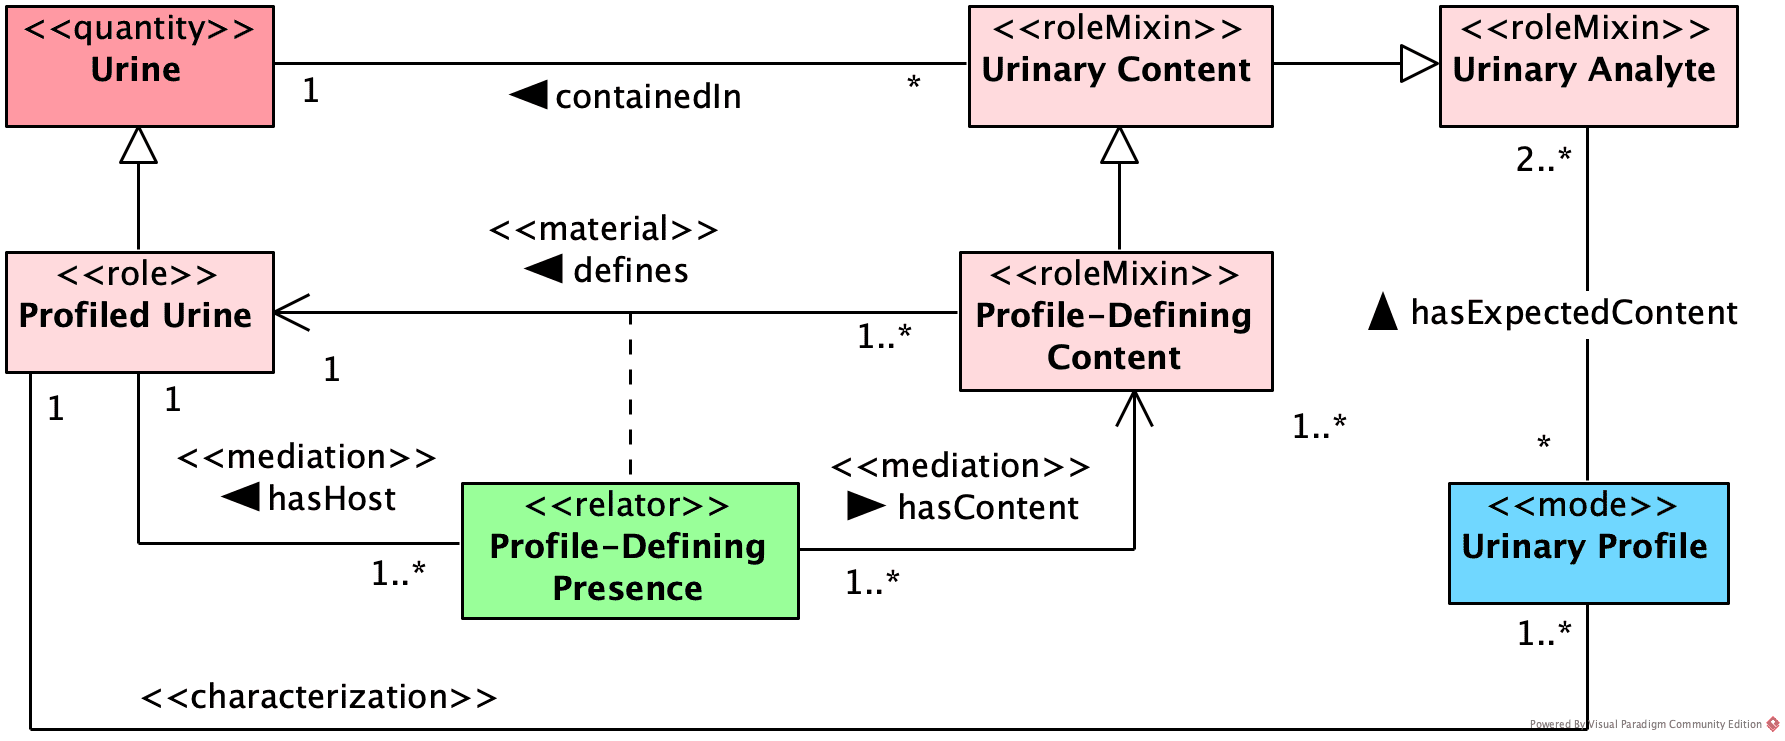 <<quantity>>
Urine
<<roleMixin>>
Urinary Content
<<roleMixin>>
Urinary Analyte
1
◀ containedIn
*
2..*
<<material>>
◀ defines
<<role>>
Profiled Urine
<<roleMixin>>
Profile-Defining
Content
▲ hasExpectedContent
1
1..*
1
1
1..*
*
<<mediation>>
◀ hasHost
<<mediation>>
▶ hasContent
<<relator>>
Profile-Defining
Presence
<<mode>>
Urinary Profile
1..*
1..*
1..*
<<characterization>>
Powered By Visual Paradigm Community Edition